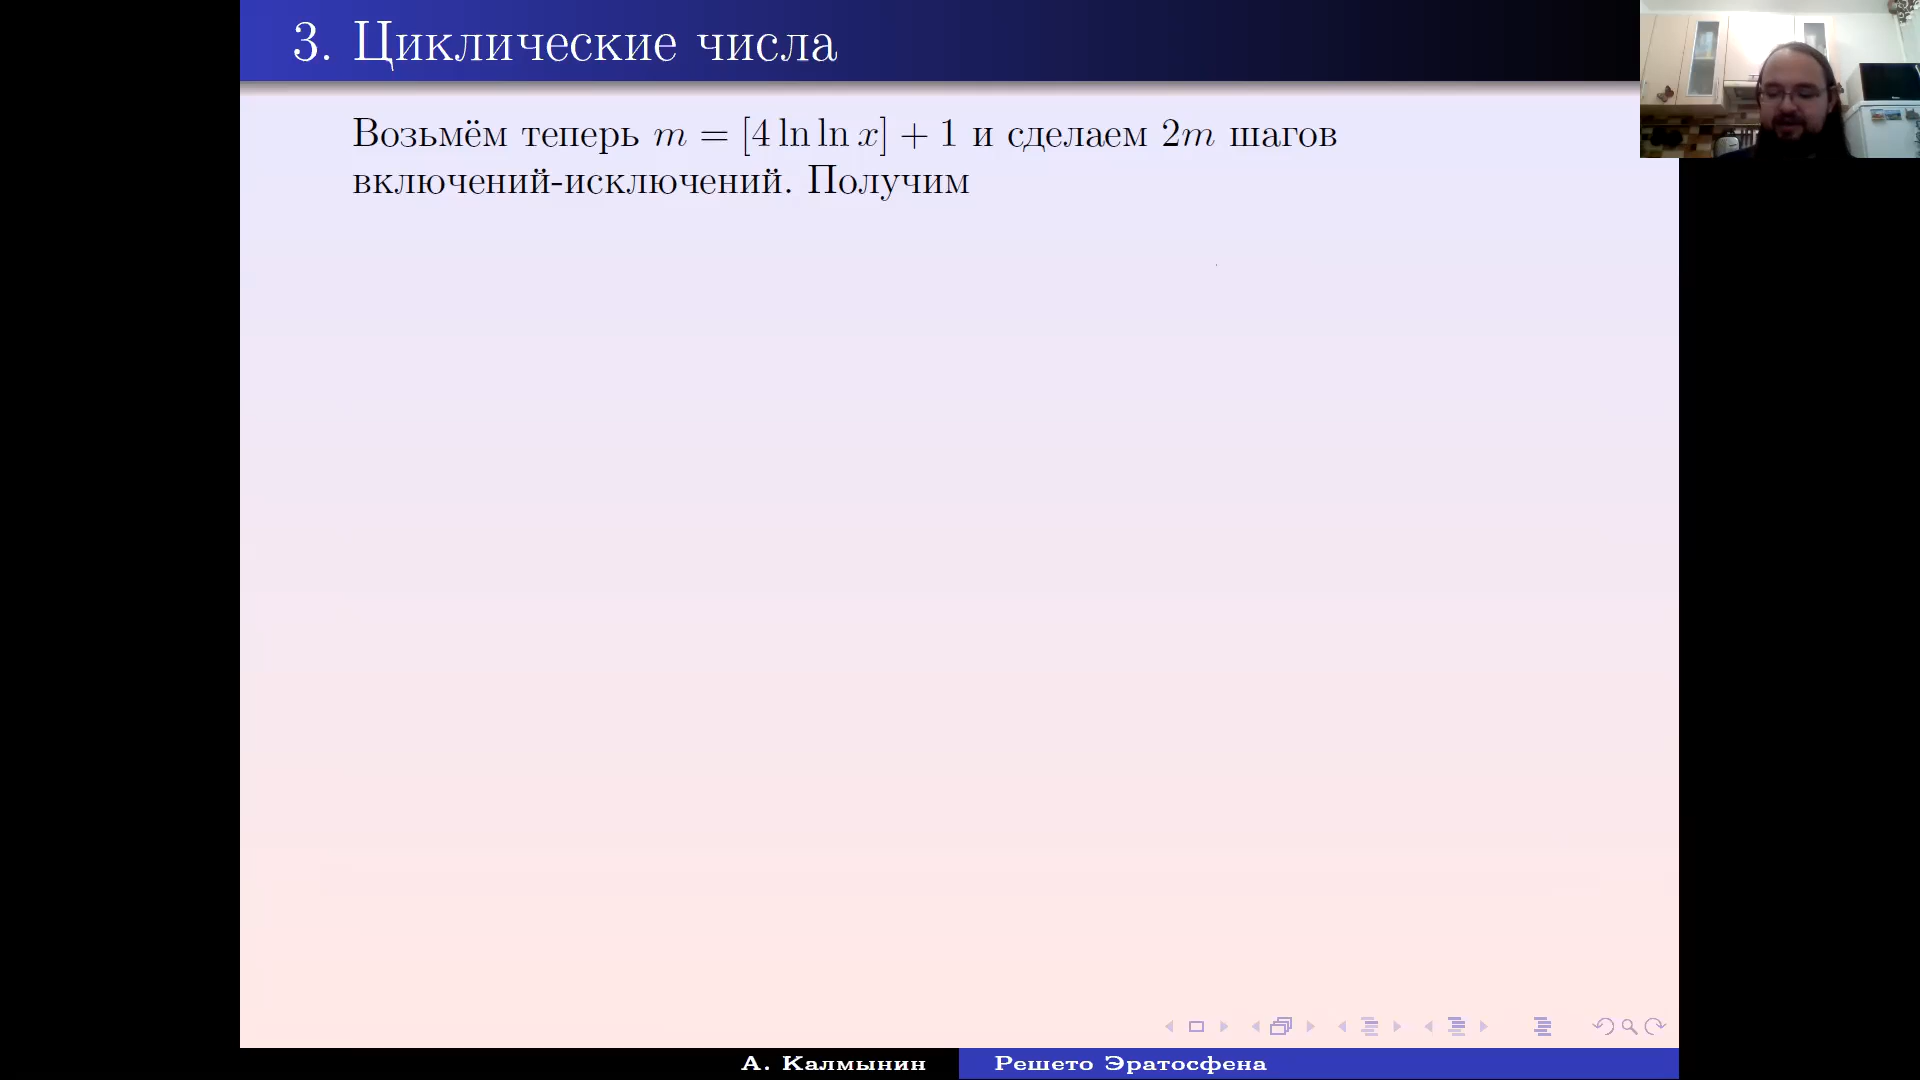 3. Циклические числа
Возьмём теперь m = [4 ln ln x] + 1 и сделаем 2m шагов
включений-исключений. Получим
А. Калмынин
Решето Эратосфена